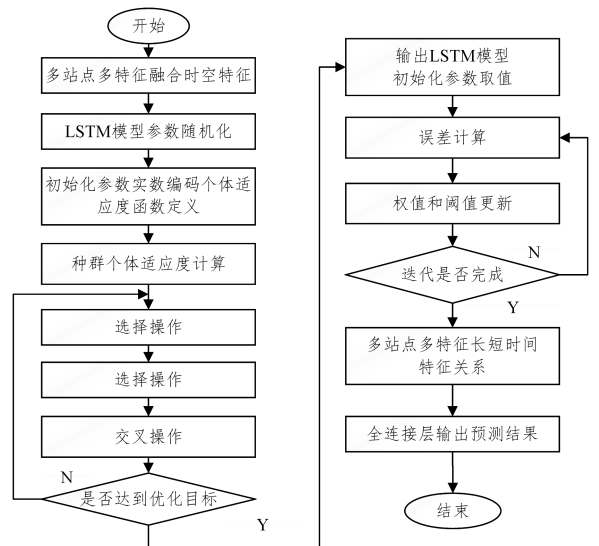 开始
多站点多特征融合时空特征
LSTM模型参数随机化
初始化参数实数编码个体适
应度函数定义
种群个体适应度计算
选择操作
选择操作
交叉操作
N
是否达到优化目标
Y
输出LSTM模型
初始化参数取值
误差计算
权值和阈值更新
N
迭代是否完成
Y
多站点多特征长短时间
特征关系
全连接层输出预测结果
结束